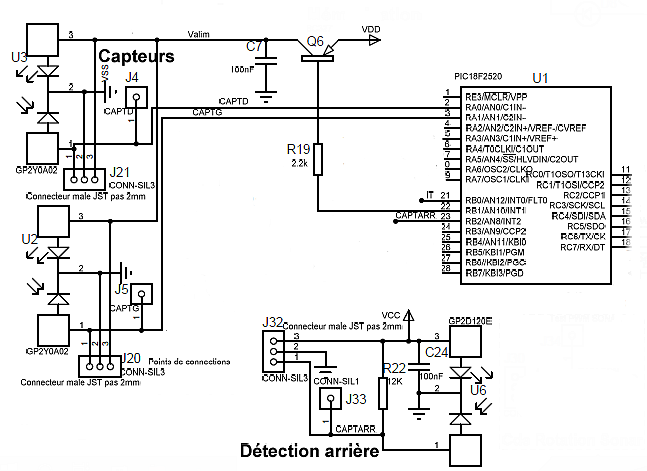 3
Valim
C7
Q6
VDD
U3
Capteurs
VSS
J4
100nF
PIC18F2520
U1
CAPTD
CAPTD
CAPTG
1
1
GP2Y0A02
1
2
3
J21
CONN-SIL3
Connecteur male JST pas 2mm
R19
2.2k
1 RE3/MCLR/VPP
2 RA0/AN0/C1IN-
3 RA1/AN1/C2IN-
4 RA2/AN2/C2IN+/VREF-/CVREF
5 RA3/AN3/C1IN+/VREF+
6 RA4/T0CKI/C1OUT
7 RA5/AN4/SS/HLVDIN/C2OUT
RA6/OSC2/CLKO
9 RA7/OSC1/CLKI
RC0/T1OSO/T13CKI 11
RC1/T1OSI/CCP2 12
RC2/CCP1 13
RC3/SCK/SCL 14
RC4/SDI/SDA 15
RC5/SDO 16
RC6/TX/CK 17
RC7/RX/DT 18
IT
21 RB0/AN12/INT0/FLT0
22 RB1/AN10/INT1
CAPTARR
23 RB2/AN8/INT2
24 RB3/AN9/CCP2
25 RB4/AN11/KBI0
26 RB5/KBI1/PGM
27 RB6/KBI2/PGC
28 RB7/KBI3/PGD
3
U2
2
J5
1
CAPTG
1
GP2Y0A02
1
2
3
J20
CONN-SIL3
Points de connections
Connecteur male JST pas 2mm
J32
VCC
GP2D120E
Connecteur male JST pas 2mm
3
2
1
CONN-SIL3
CONN-SIL1
J33
1
R22
12K
C24
100nF
3
2
U6
CAPTARR
1
Détection arrière